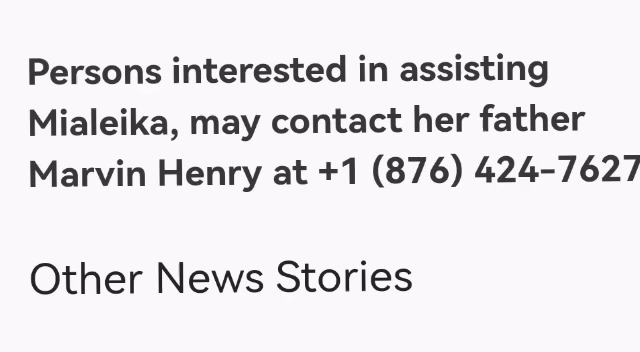 Persons interested in assisting
Mialeika, may contact her father
Marvin Henry at +1 (876) 424-7627
Other News Stories